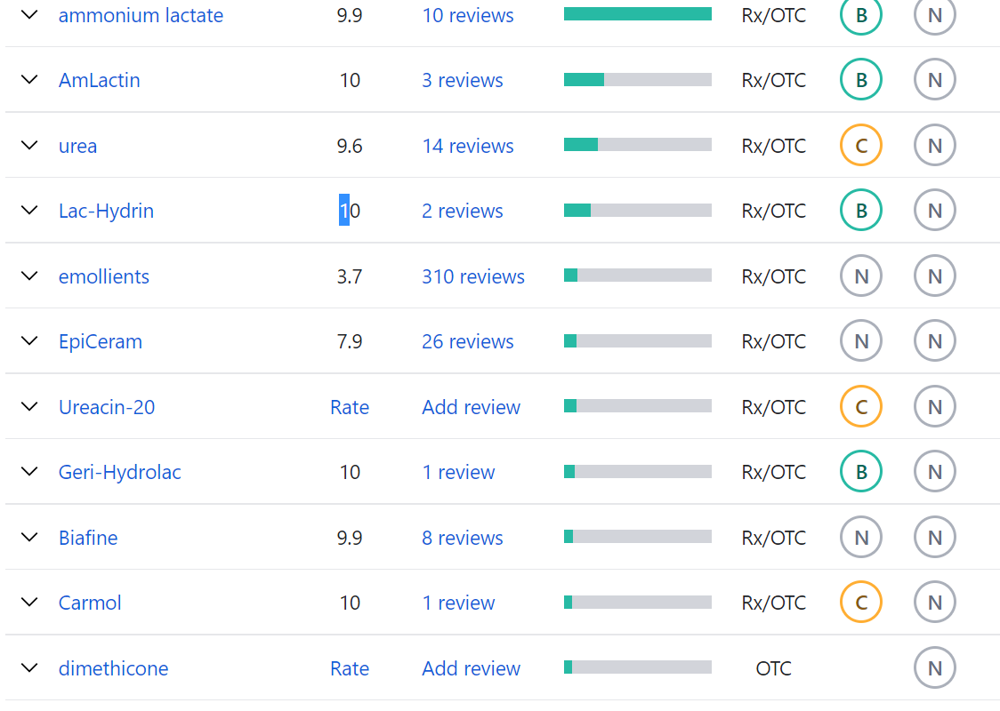 ammonium lactate 9.9 10 reviews Rx/OTC B N
AmLactin 10 3 reviews Rx/OTC B N
urea 9.6 14 reviews Rx/OTC C N
Lac-Hydrin 10 2 reviews Rx/OTC B N
emollients 3.7 310 reviews Rx/OTC N N
EpiCeram 7.9 26 reviews Rx/OTC N N
Ureacin-20 Rate Add review Rx/OTC C N
Geri-Hydrolac 10 1 review Rx/OTC B N
Biafine 9.9 8 reviews Rx/OTC N N
Carmol 10 1 review Rx/OTC C N
dimethicone Rate Add review OTC N